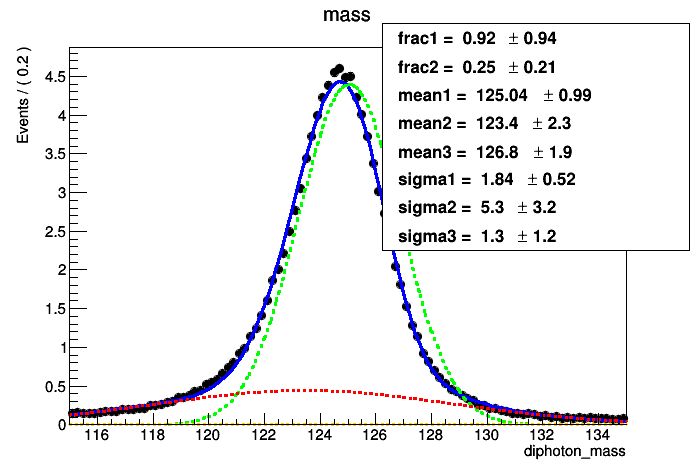 mass
frac1 = 0.92 ± 0.94
frac2 = 0.25 ± 0.21
mean1 = 125.04 ± 0.99
mean2 = 123.4 ± 2.3
mean3 = 126.8 ± 1.9
sigma1 = 1.84 ± 0.52
sigma2 = 5.3 ± 3.2
sigma3 = 1.3 ± 1.2
Events / ( 0.2 )
4.5
4
3.5
3
2.5
2
1.5
1
0.5
0
116 118 120 122 124 126 128 130 132 134
diphoton_mass